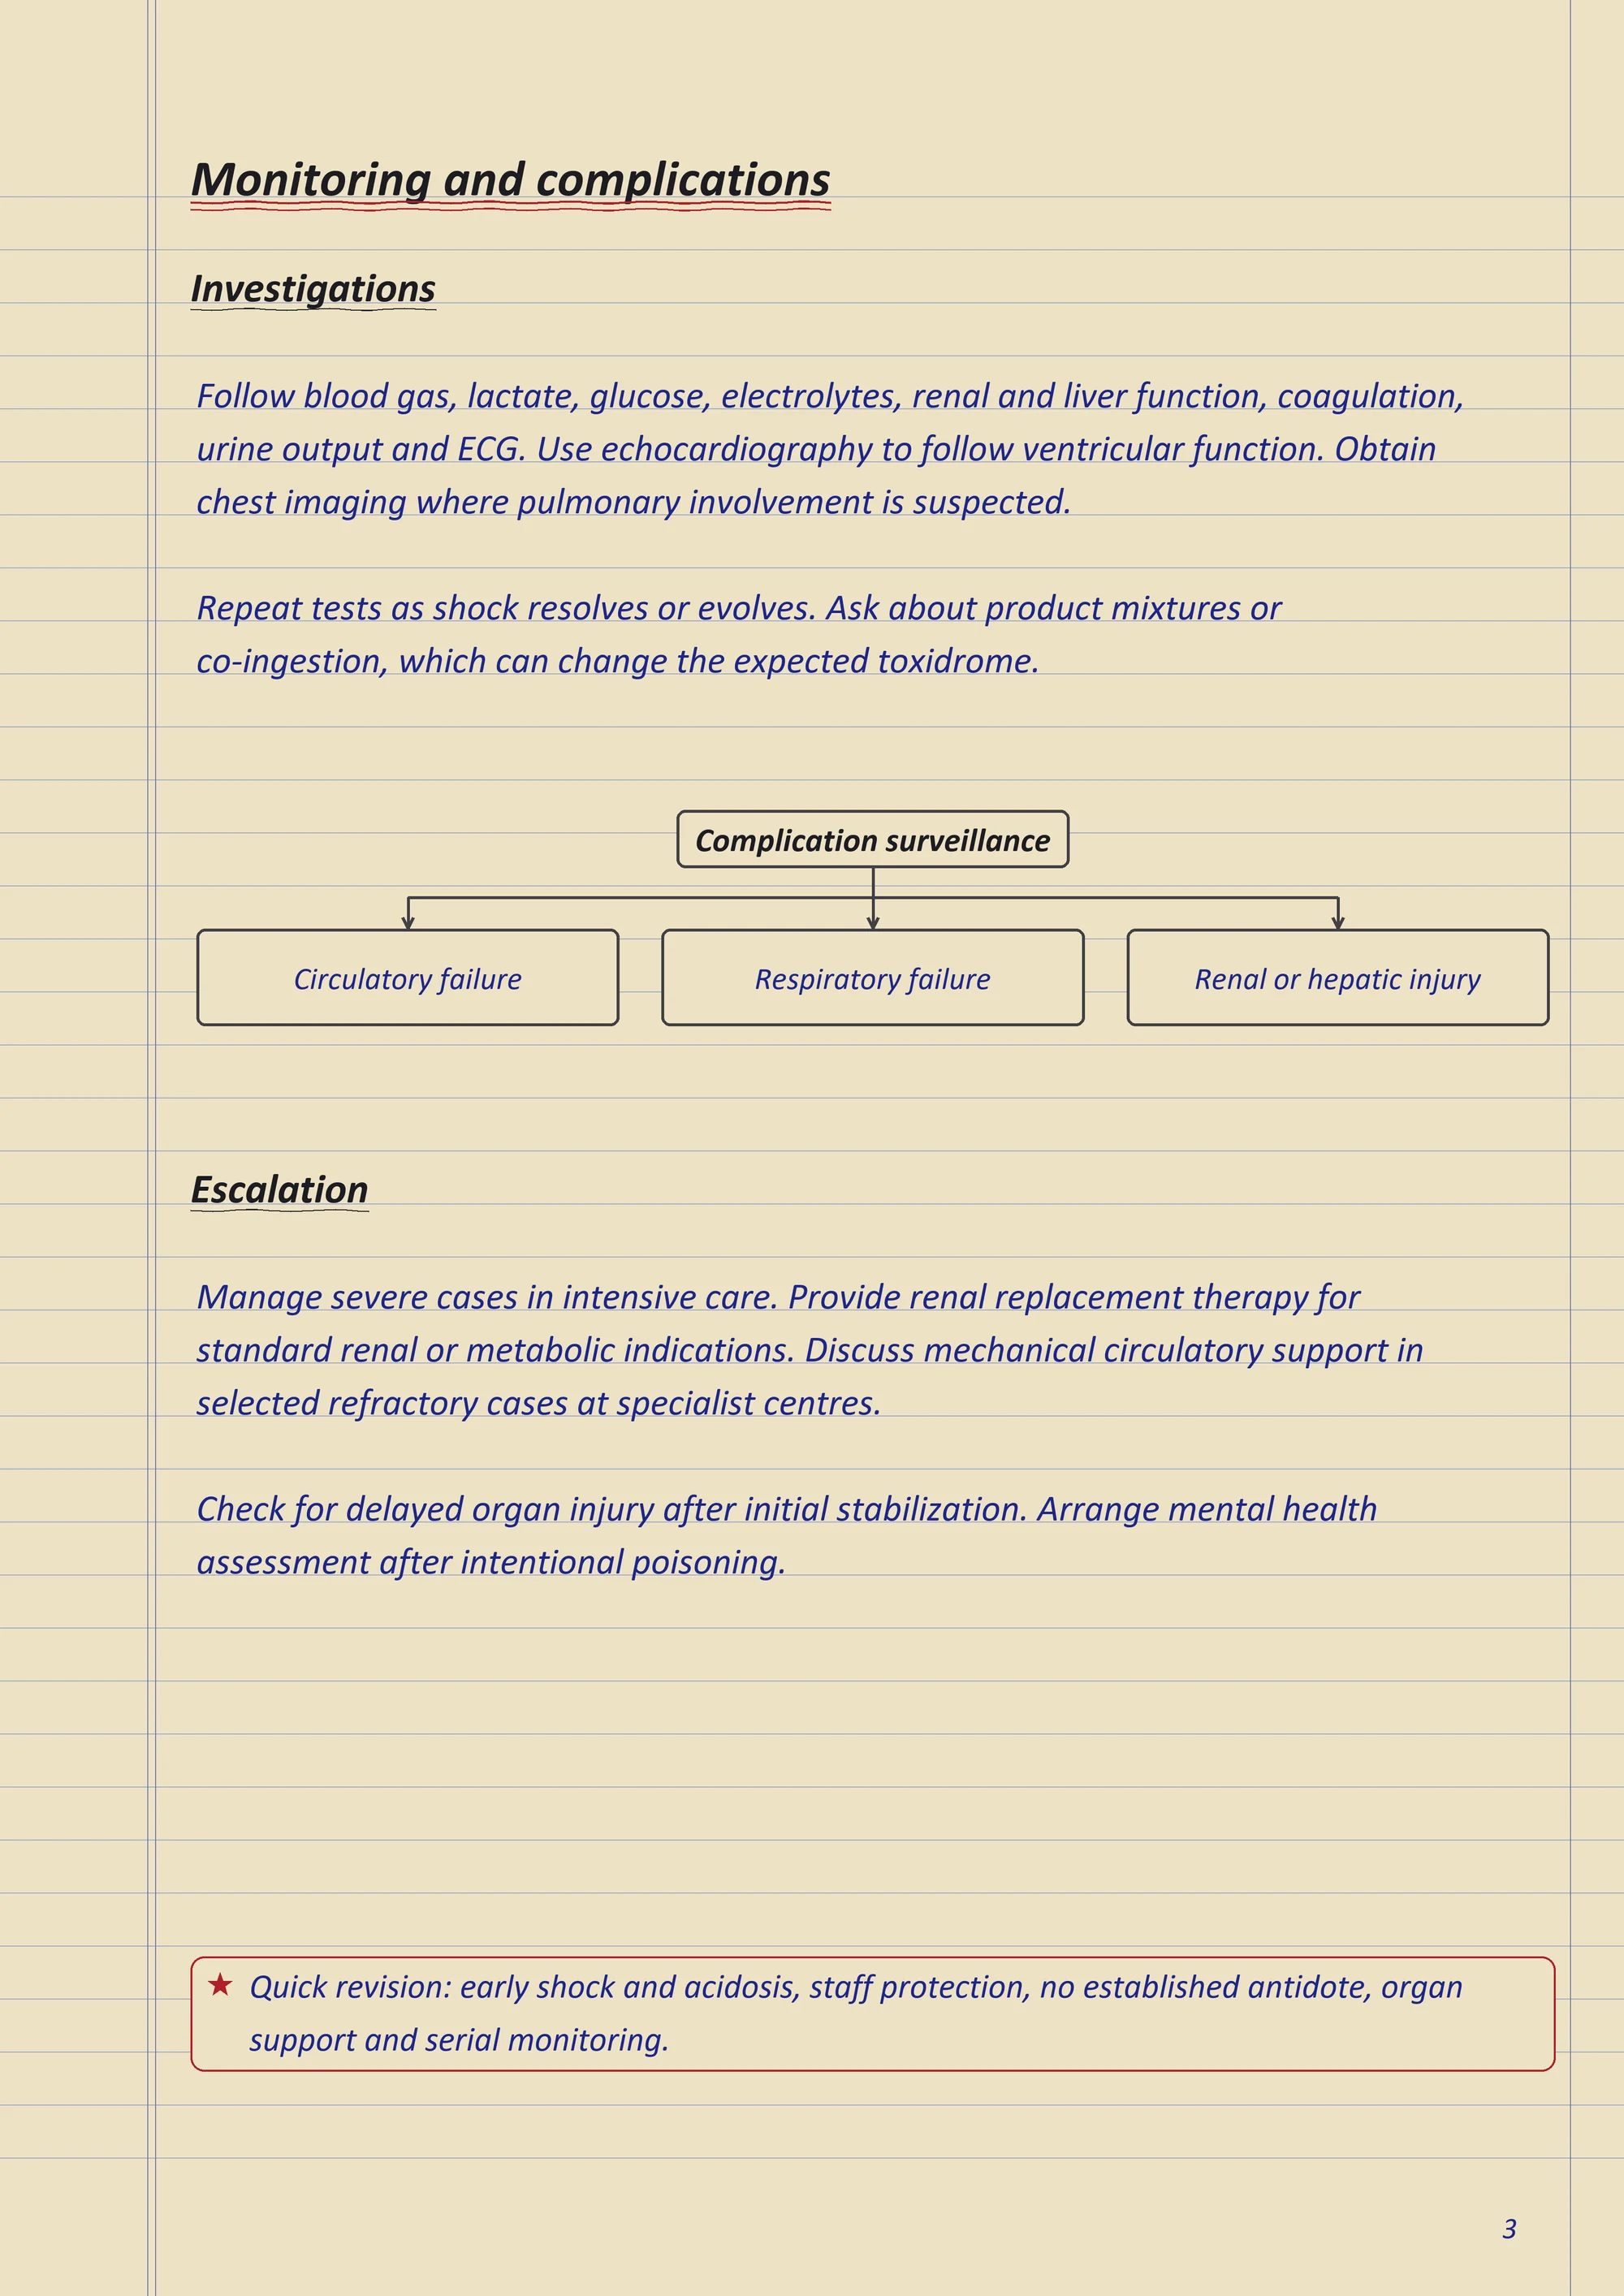 Monitoring and complications
Investigations
Follow blood gas, lactate, glucose, electrolytes, renal and liver function, coagulation,
urine output and ECG. Use echocardiography to follow ventricular function. Obtain
chest imaging where pulmonary involvement is suspected.
Repeat tests as shock resolves or evolves. Ask about product mixtures or
co-ingestion, which can change the expected toxidrome.
Complication surveillance
Circulatory failure
Respiratory failure
Renal or hepatic injury
Escalation
Manage severe cases in intensive care. Provide renal replacement therapy for
standard renal or metabolic indications. Discuss mechanical circulatory support in
selected refractory cases at specialist centres.
Check for delayed organ injury after initial stabilization. Arrange mental health
assessment after intentional poisoning.
★ Quick revision: early shock and acidosis, staff protection, no established antidote, organ
support and serial monitoring.
3